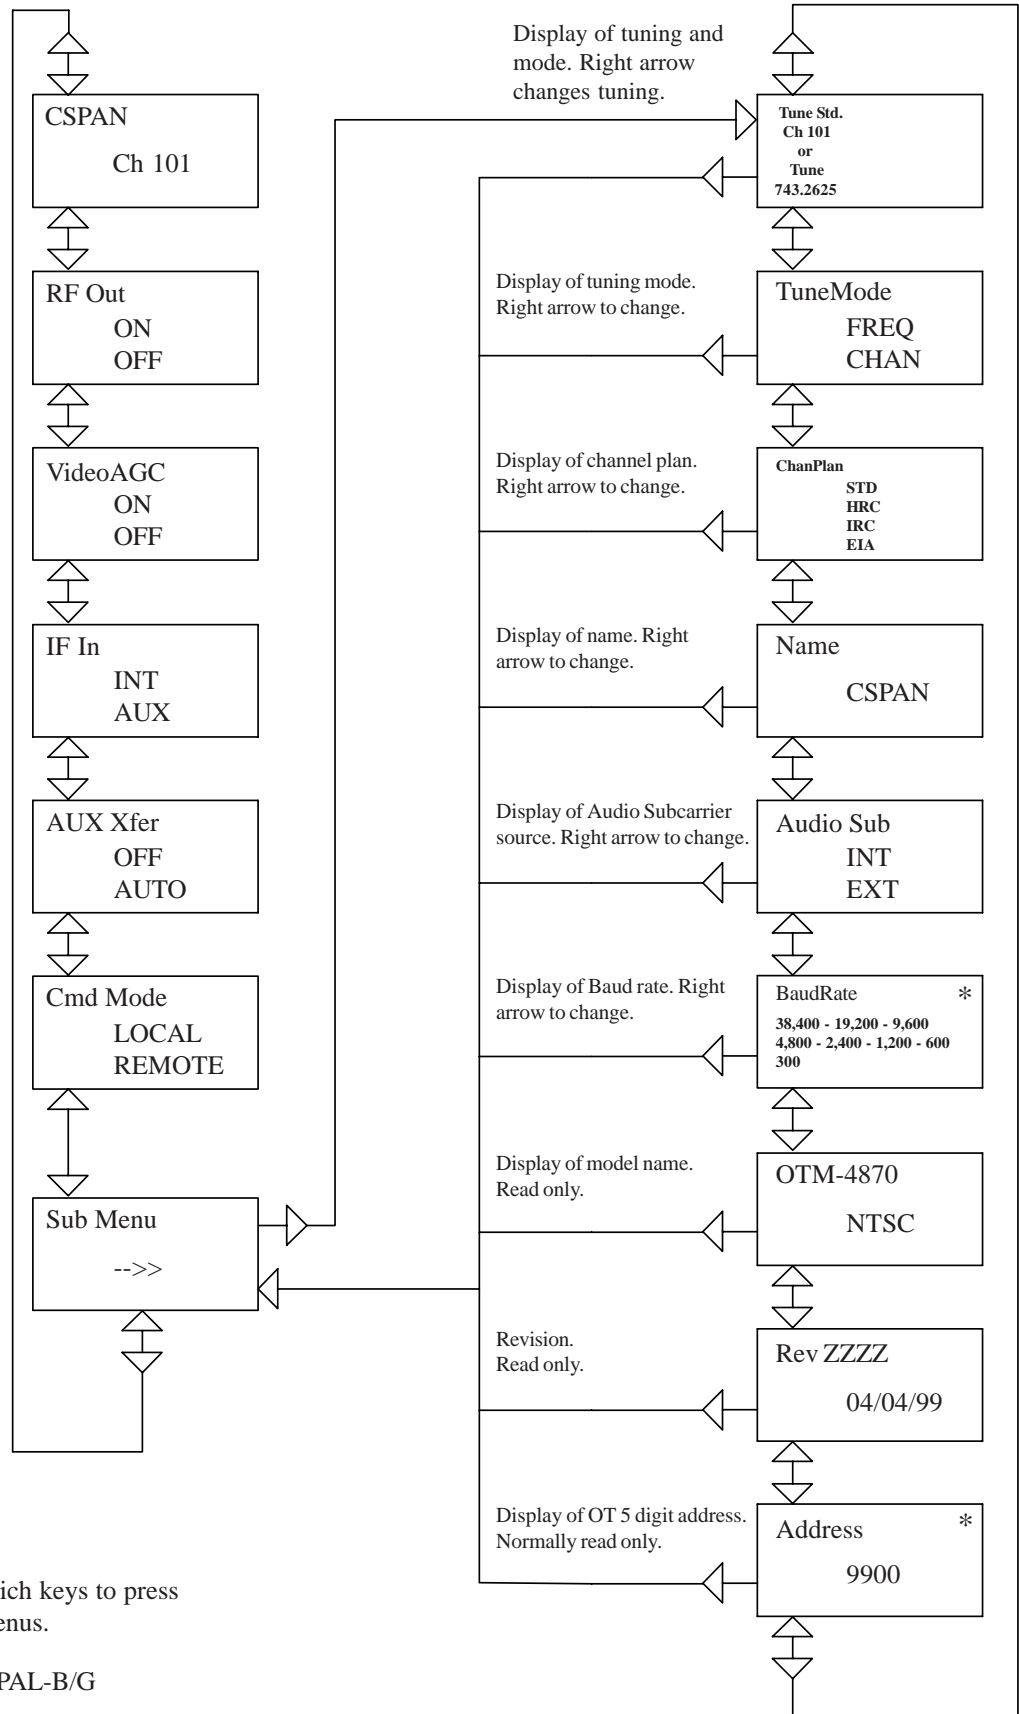 CSPAN
Ch 101
RF Out
ON
OFF
VideoAGC
ON
OFF
IF In
INT
AUX
AUX Xfer
OFF
AUTO
Cmd Mode
LOCAL
REMOTE
Sub Menu
-->>
Display of tuning and
mode. Right arrow
changes tuning.
Tune Std.
Ch 101
or
Tune
743.2625
Display of tuning mode.
Right arrow to change.
TuneMode
FREQ
CHAN
Display of channel plan.
Right arrow to change.
ChanPlan
STD
HRC
IRC
EIA
Display of name. Right
arrow to change.
Name
CSPAN
Display of Audio Subcarrier
source. Right arrow to change.
Audio Sub
INT
EXT
Display of Baud rate. Right
arrow to change.
BaudRate *
38,400 - 19,200 - 9,600
4,800 - 2,400 - 1,200 - 600
300
Display of model name.
Read only.
OTM-4870
NTSC
Revision.
Read only.
Rev ZZZZ
04/04/99
Display of OT 5 digit address.
Normally read only.
Address *
9900
ich keys to press
enus.
PAL-B/G